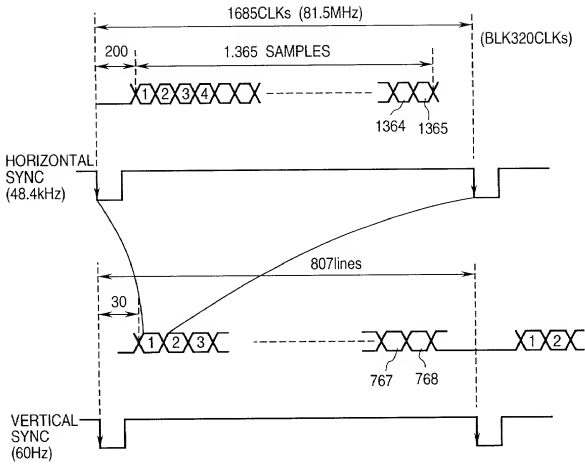 1685CLKs (81.5MHz)
(BLK320CLKs)
200
1.365 SAMPLES
1 2 3 4
1364 1365
HORIZONTAL
SYNC
(48.4kHz)
807lines
30
1 2 3
1 2
767 768
VERTICAL
SYNC
(60Hz)